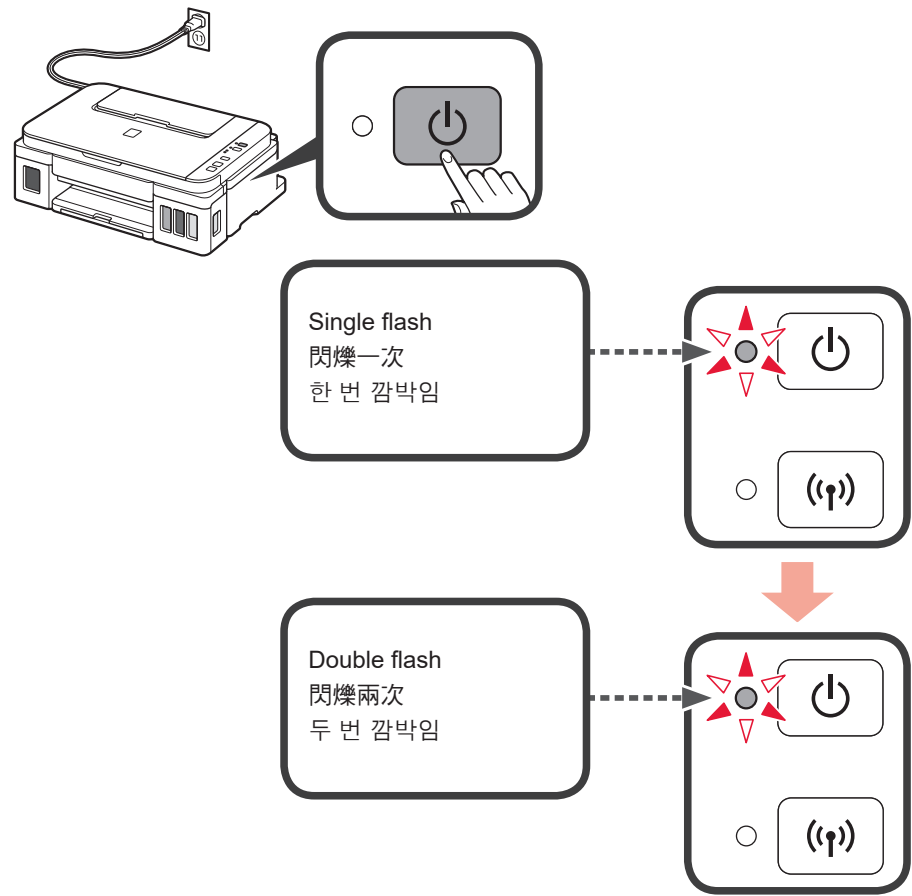 Single flash
閃爍一次
한 번 깜박임
Double flash
閃爍兩次
두 번 깜박임